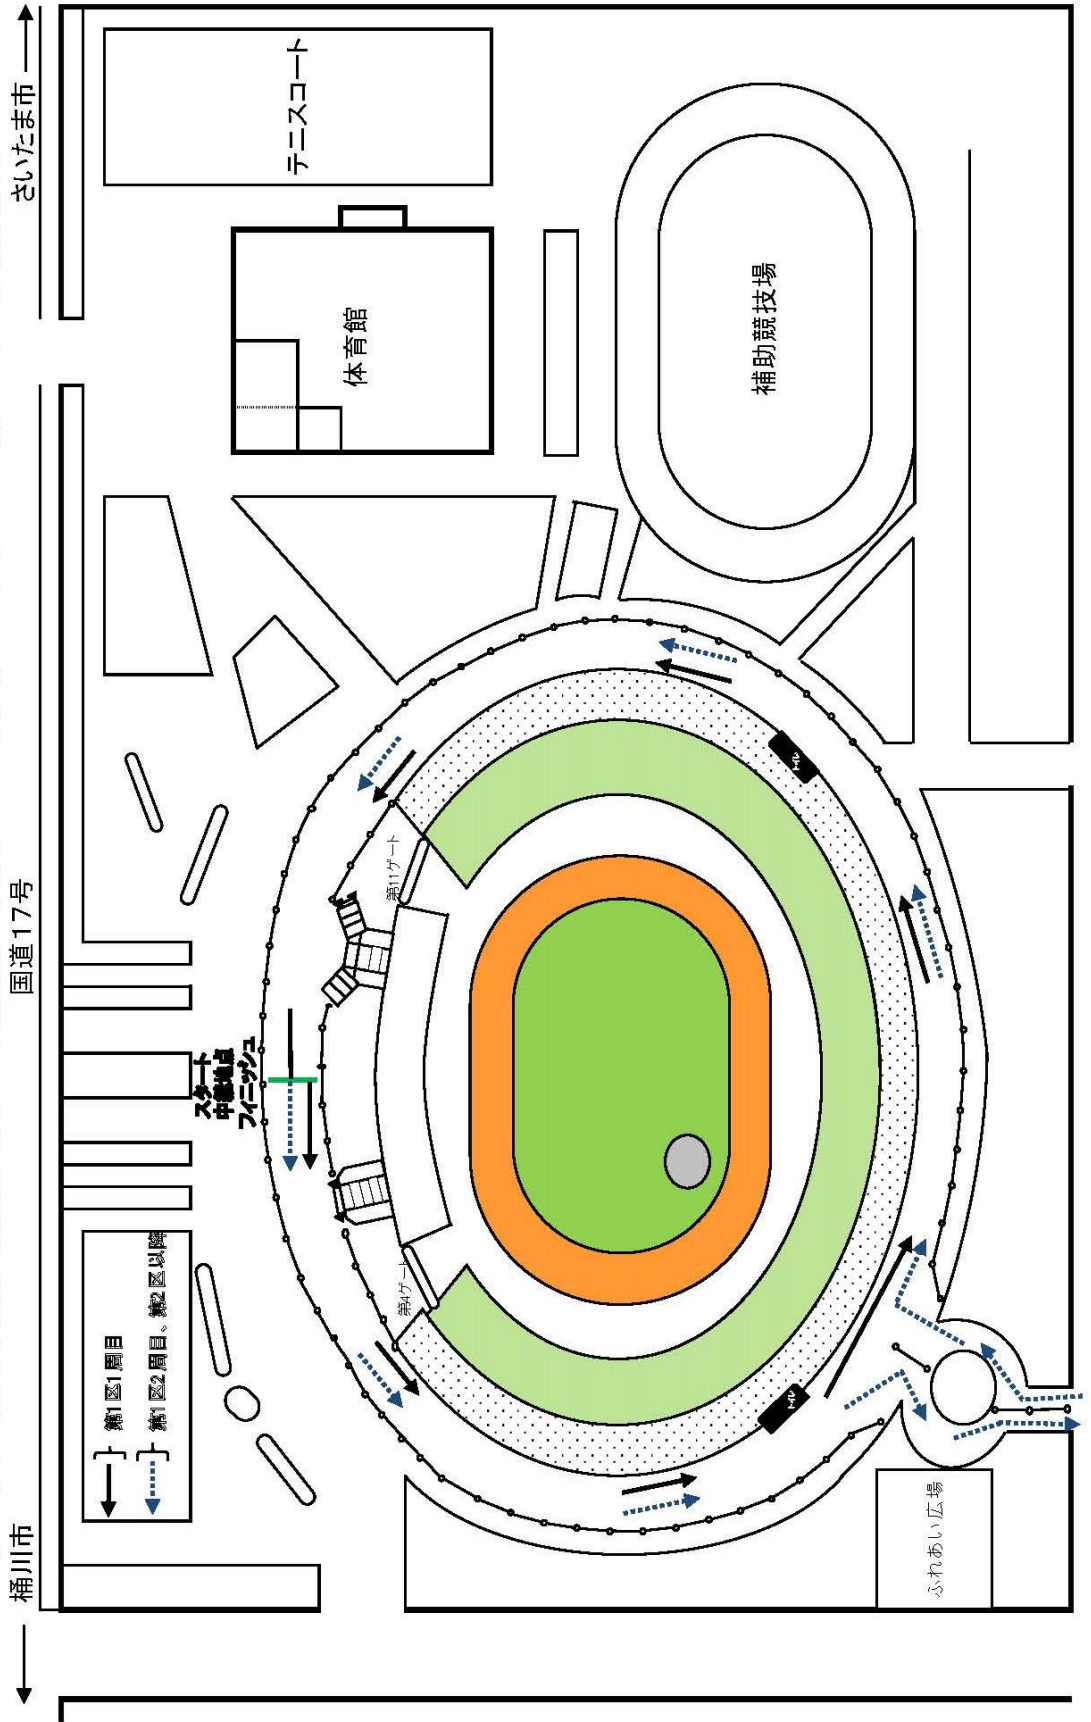 桶川市
国道17号
さいたま市
第1区1周目
第1区2周目、第2区以降
スタート
中継地点
フィニッシュ
テニスコート
体育館
補助競技場
第4ゲート
第11ゲート
MV
MV
ふれあい広場